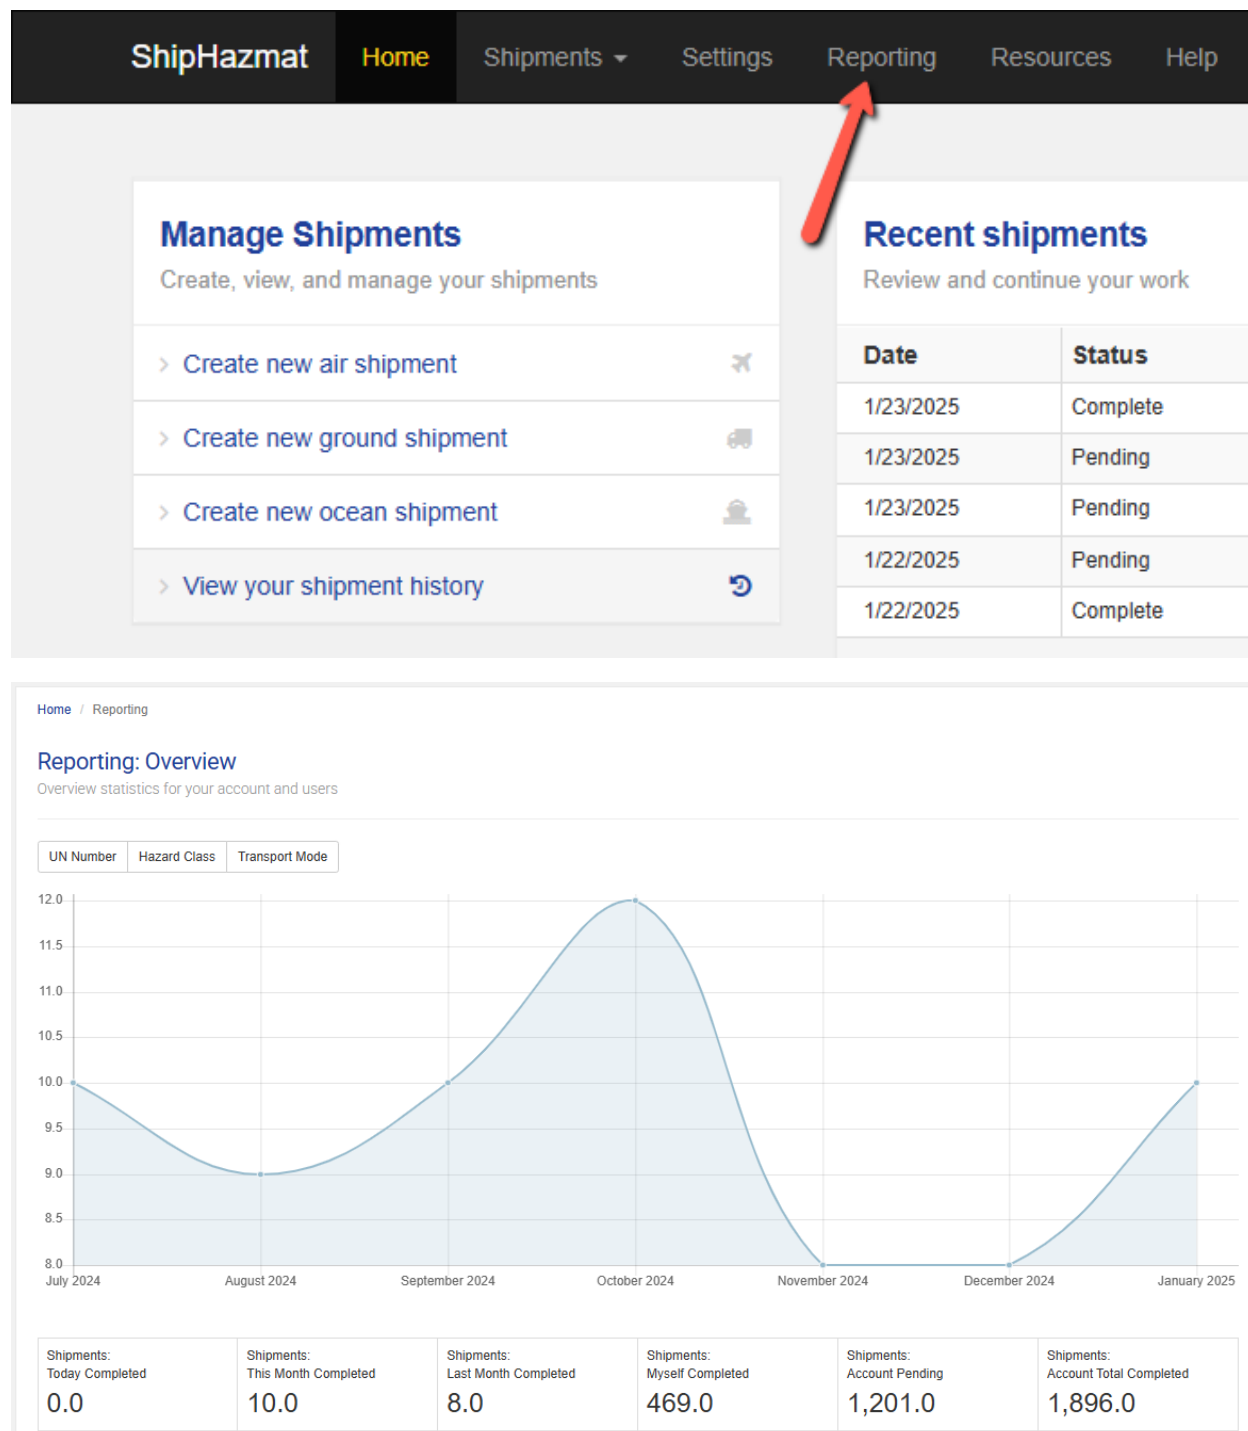 ShipHazmat Home Shipments Settings Reporting Resources Help
Manage Shipments
Create, view, and manage your shipments
Create new air shipment
Create new ground shipment
Create new ocean shipment
View your shipment history
Recent shipments
Review and continue your work
Date Status
1/23/2025 Complete
1/23/2025 Pending
1/23/2025 Pending
1/22/2025 Pending
1/22/2025 Complete
Home / Reporting
Reporting: Overview
Overview statistics for your account and users
UN Number Hazard Class Transport Mode
12.0
11.5
11.0
10.5
10.0
9.5
9.0
8.5
8.0
July 2024 August 2024 September 2024 October 2024 November 2024 December 2024 January 2025
Shipments:
Today Completed
0.0
Shipments:
This Month Completed
10.0
Shipments:
Last Month Completed
8.0
Shipments:
Myself Completed
469.0
Shipments:
Account Pending
1,201.0
Shipments:
Account Total Completed
1,896.0